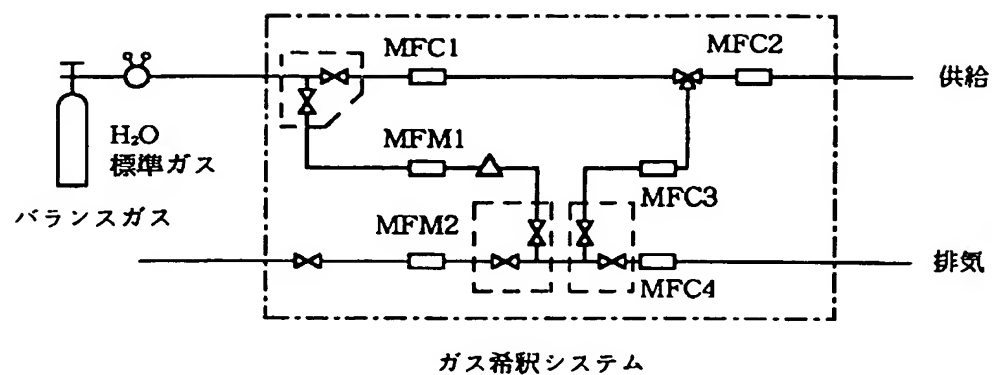 MFC1
MFC2
供給
H₂O
標準ガス
MFM1
MFC3
バランスガス
MFM2
排気
MFC4
ガス希釈システム